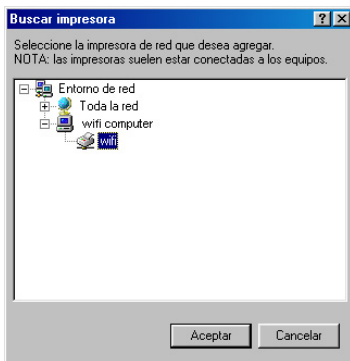 Buscar impresora
Seleccione la impresora de red que desea agregar.
NOTA: las impresoras suelen estar conectadas a los equipos.
Entorno de red
Toda la red
wifi computer
wifi
Aceptar Cancelar